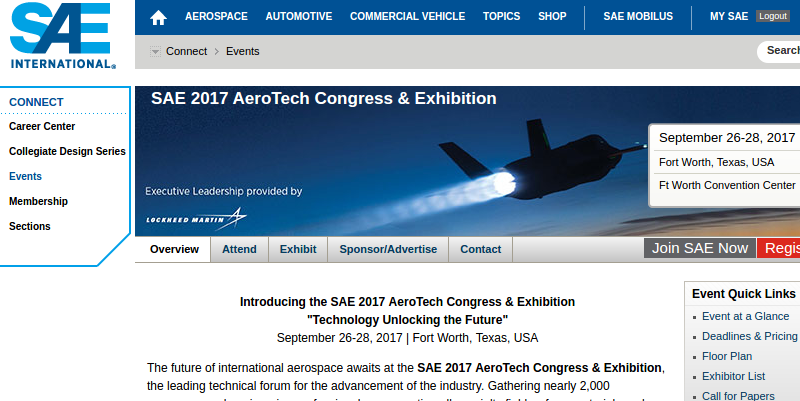 SAE
INTERNATIONAL®
AEROSPACE AUTOMOTIVE COMMERCIAL VEHICLE TOPICS SHOP SAE MOBILUS MY SAE Logout
Connect > Events
Search
CONNECT
Career Center
Collegiate Design Series
Events
Membership
Sections
SAE 2017 AeroTech Congress & Exhibition
September 26-28, 2017
Fort Worth, Texas, USA
Ft Worth Convention Center
Executive Leadership provided by
LOCKHEED MARTIN
Overview Attend Exhibit Sponsor/Advertise Contact
Join SAE Now
Introducing the SAE 2017 AeroTech Congress & Exhibition
"Technology Unlocking the Future"
September 26-28, 2017 | Fort Worth, Texas, USA
The future of international aerospace awaits at the SAE 2017 AeroTech Congress & Exhibition,
the leading technical forum for the advancement of the industry. Gathering nearly 2,000
Event Quick Links
Event at a Glance
Deadlines & Pricing
Floor Plan
Exhibitor List
Call for Papers